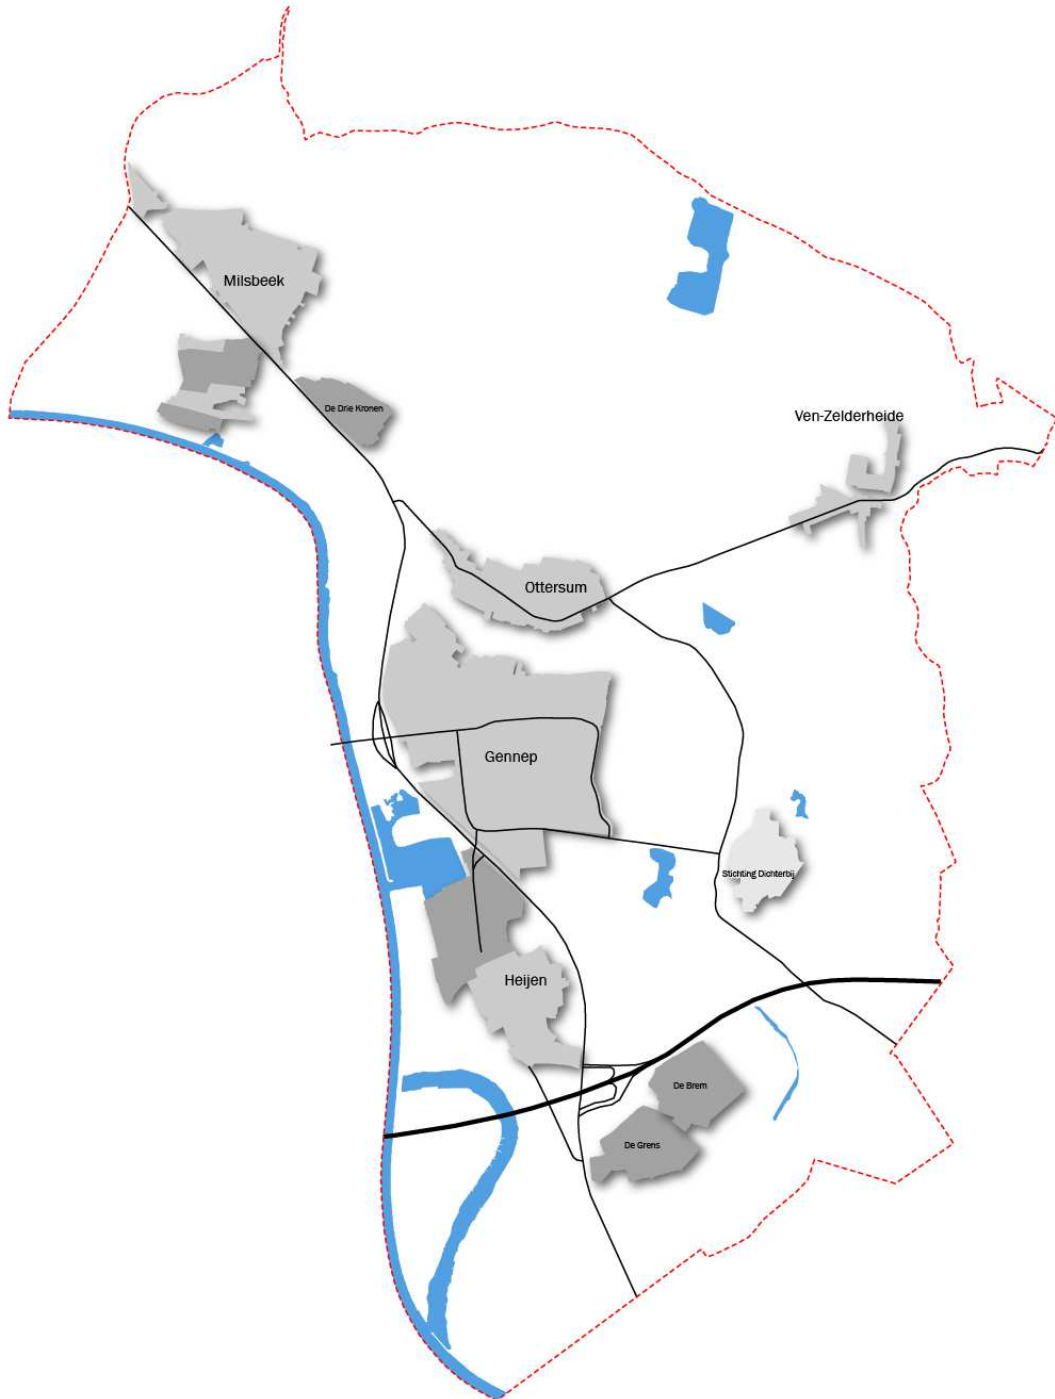 Milsbeek
De Drie Kronen
Ven-Zelderheide
Ottersum
Gennep
Stichting Dichterbij
Heijen
De Brem
De Grens